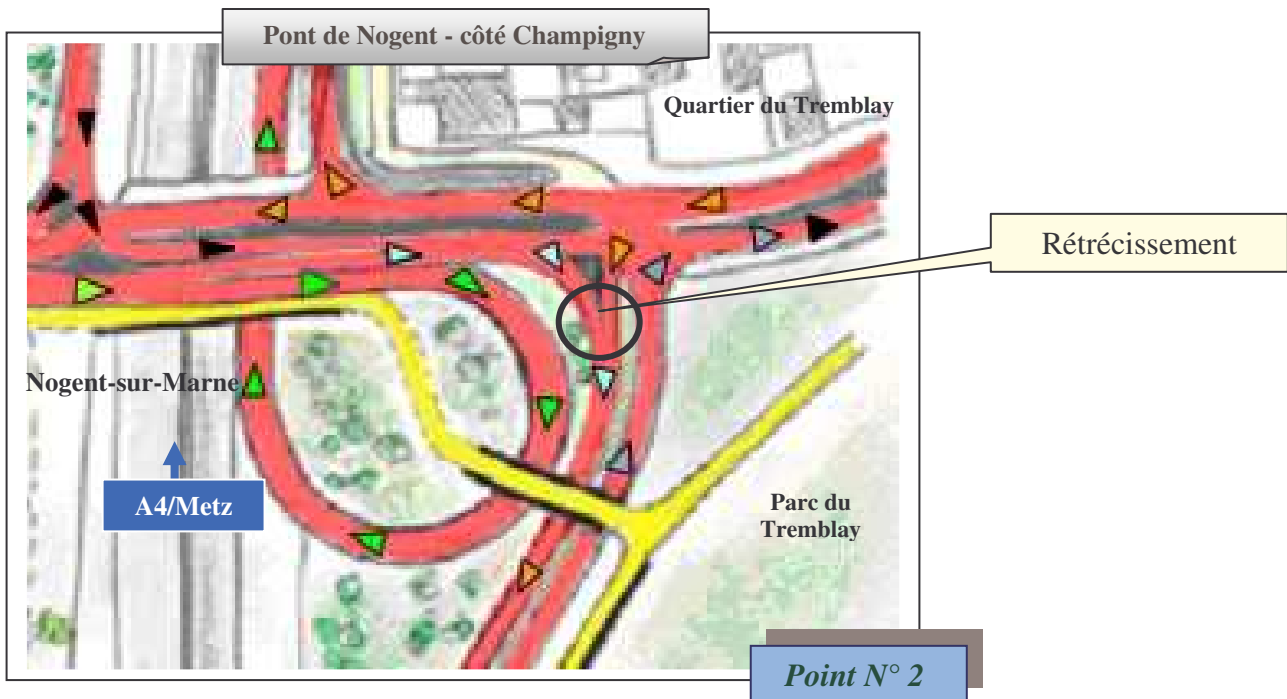 Pont de Nogent - côté Champigny
Quartier du Tremblay
Rétrécissement
Nogent-sur-Marne
A4/Metz
Parc du
Tremblay
Point N° 2